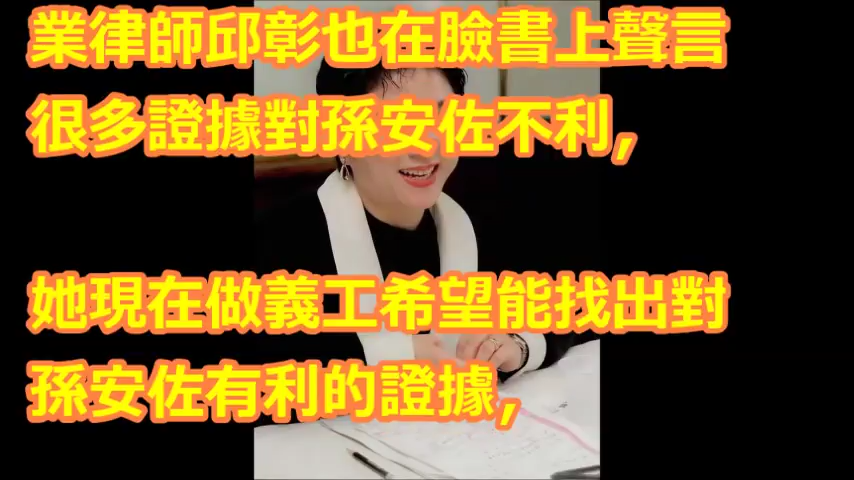 業律師邱彰也在臉書上聲言
很多證據對孫安佐不利,
她現在做義工希望能找出對
孫安佐有利的證據,